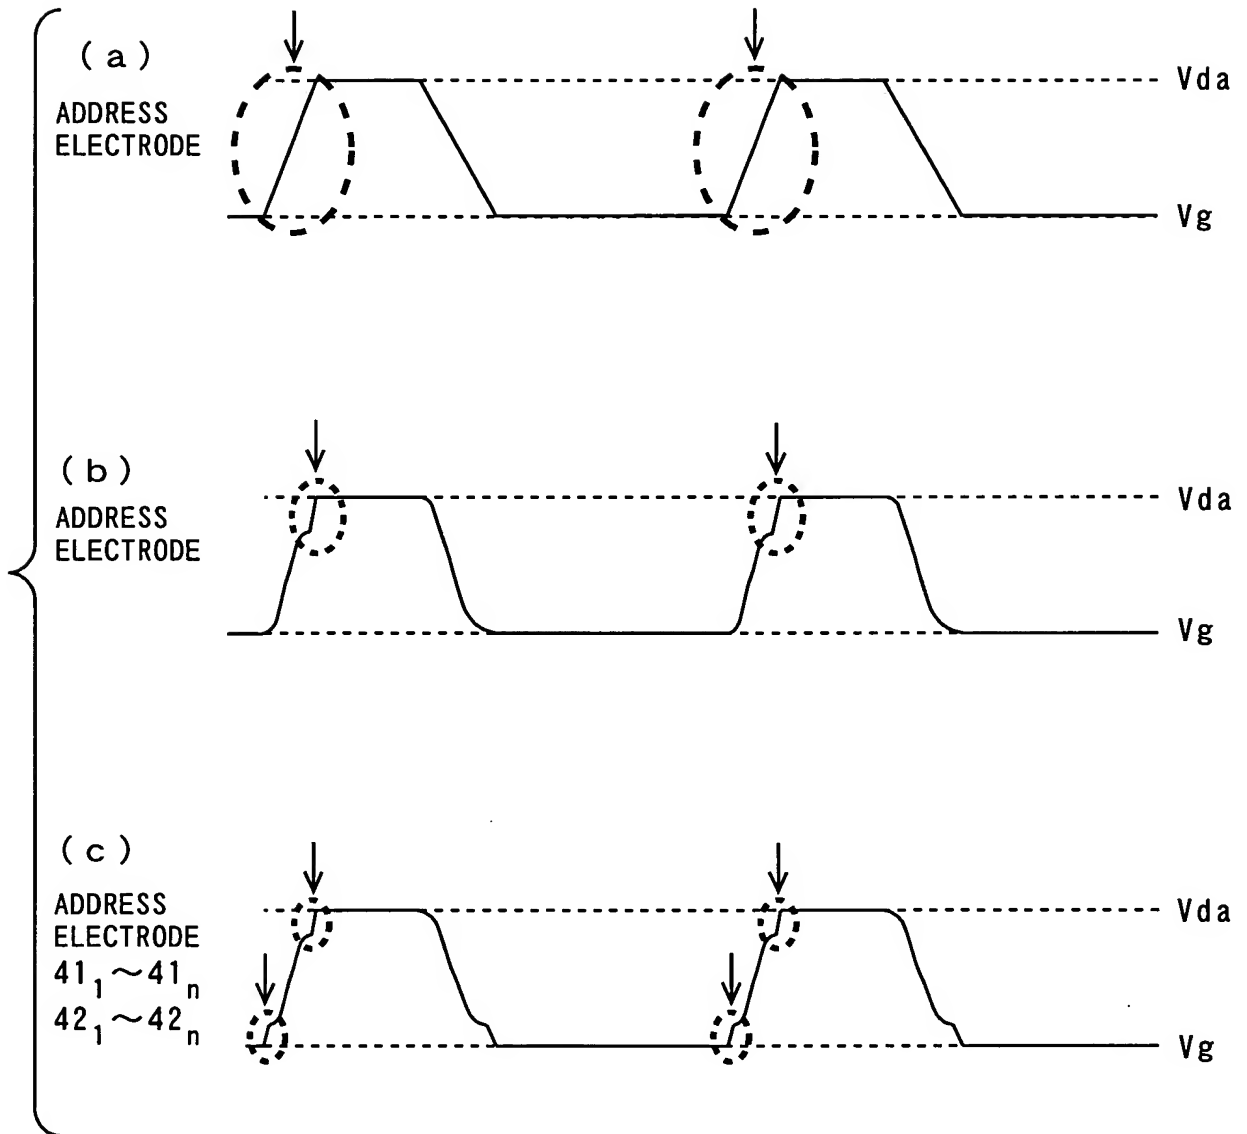 (a)
ADDRESS
ELECTRODE
Vda
Vg
(b)
ADDRESS
ELECTRODE
Vda
Vg
(c)
ADDRESS
ELECTRODE
41₁～41ₙ
42₁～42ₙ
Vda
Vg